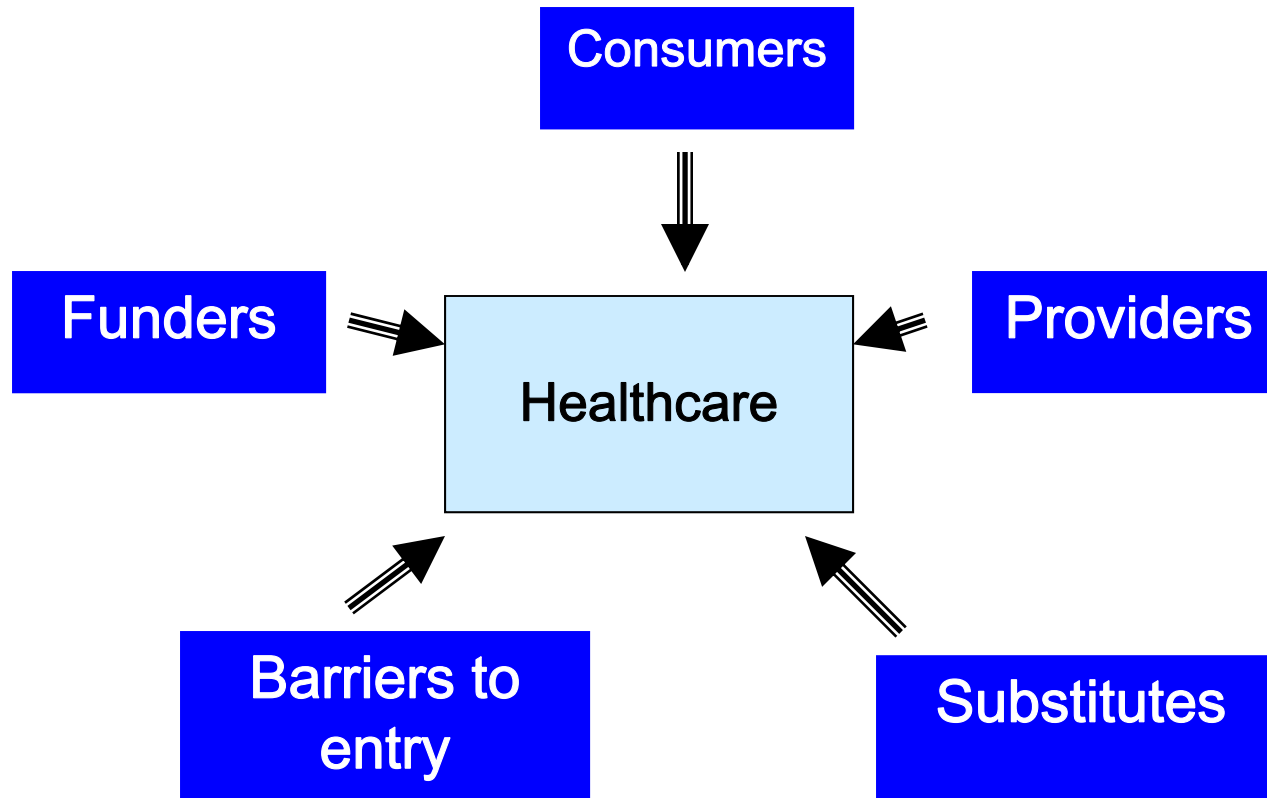 Consumers
Funders
Providers
Healthcare
Barriers to
entry
Substitutes